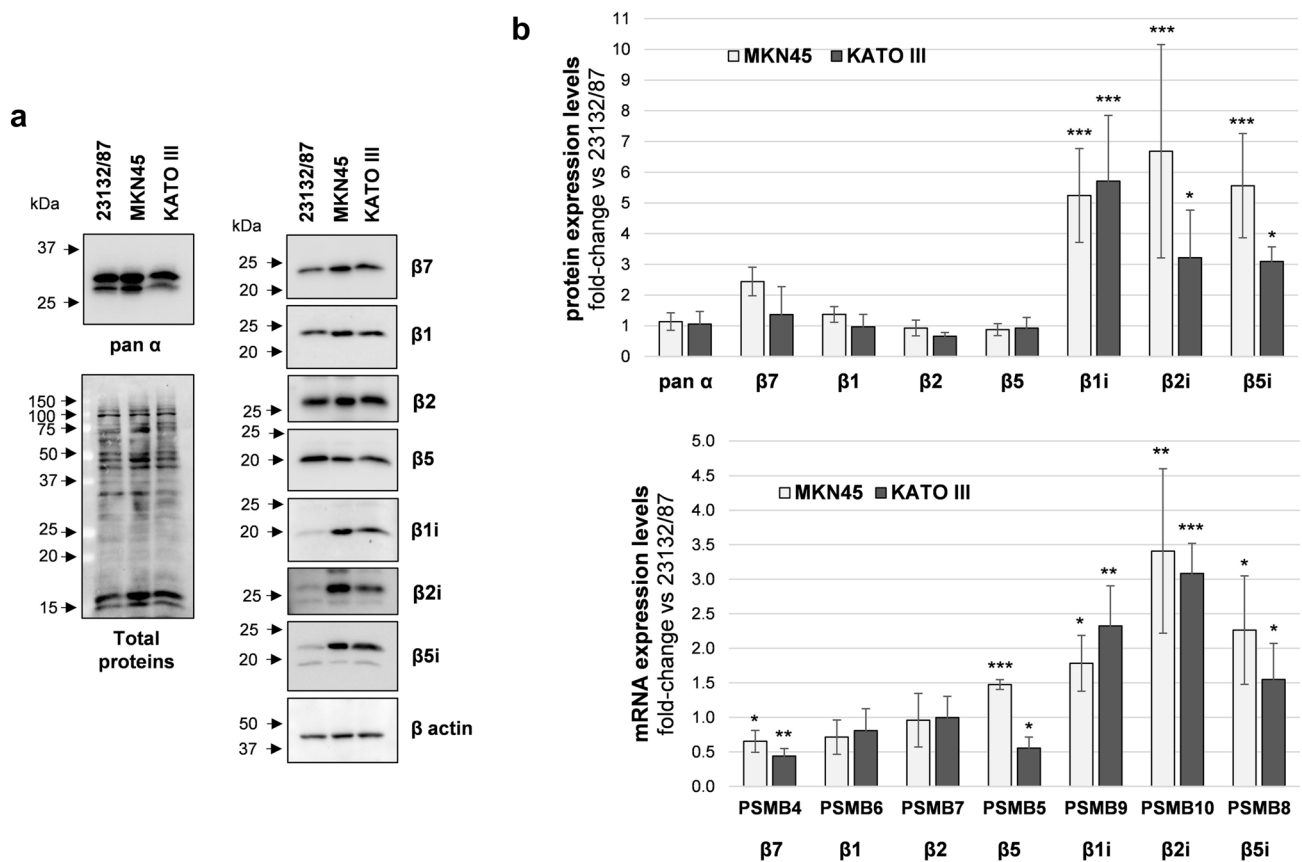 a
23132/87
MKN45
KATO III
kDa
37
25
pan α
150
100
75
50
37
25
20
15
Total
proteins
23132/87
MKN45
KATO III
kDa
25
20
β7
25
20
β1
25
β2
25
20
β5
25
20
β1i
25
β2i
25
20
β5i
50
37
β actin
b
protein expression levels
fold-change vs 23132/87
11
10
9
8
7
6
5
4
3
2
1
0
MKN45 KATO III
*** *** *** * *** *
pan α β7 β1 β2 β5 β1i β2i β5i
mRNA expression levels
fold-change vs 23132/87
5.0
4.5
4.0
3.5
3.0
2.5
2.0
1.5
1.0
0.5
0.0
MKN45 KATO III
* ** *** * * ** ** *** * *
PSMB4 PSMB6 PSMB7 PSMB5 PSMB9 PSMB10 PSMB8
β7 β1 β2 β5 β1i β2i β5i